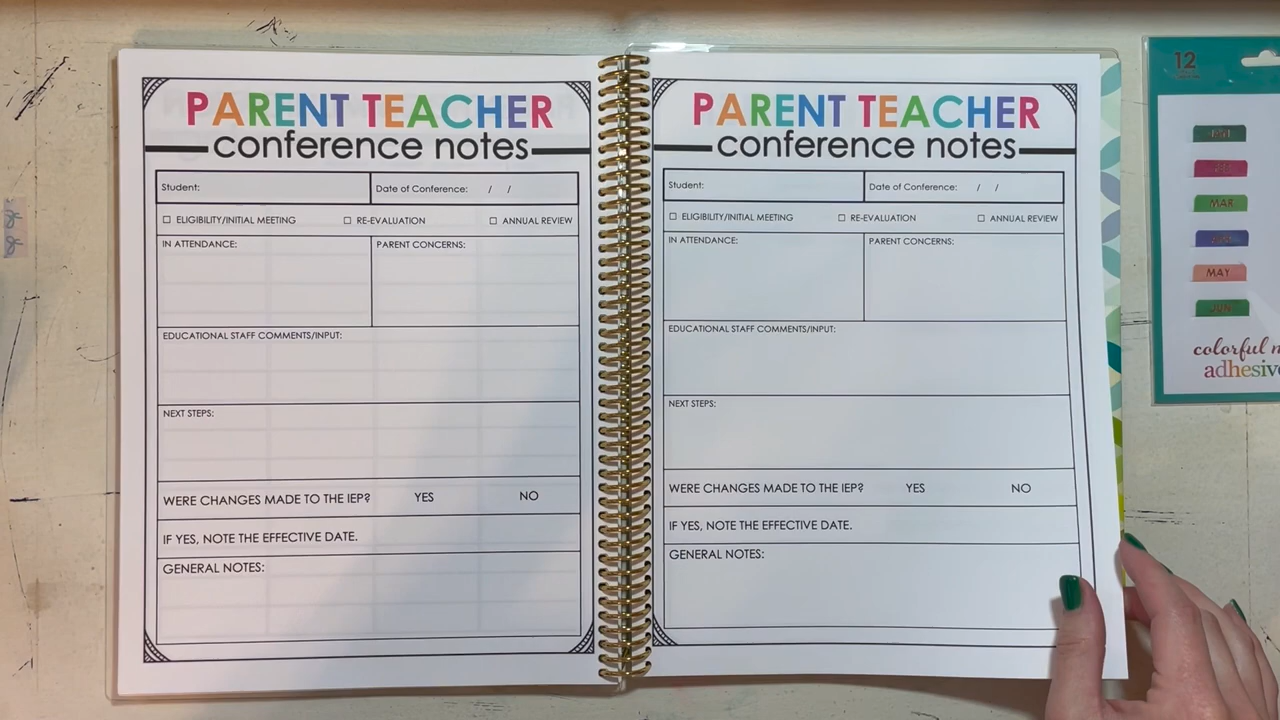 PARENT TEACHER
conference notes
Student:
Date of Conference: / /
☐ ELIGIBILITY/INITIAL MEETING ☐ RE-EVALUATION ☐ ANNUAL REVIEW
IN ATTENDANCE:
PARENT CONCERNS:
EDUCATIONAL STAFF COMMENTS/INPUT:
NEXT STEPS:
WERE CHANGES MADE TO THE IEP? YES NO
IF YES, NOTE THE EFFECTIVE DATE.
GENERAL NOTES:
PARENT TEACHER
conference notes
Student:
Date of Conference: / /
☐ ELIGIBILITY/INITIAL MEETING ☐ RE-EVALUATION ☐ ANNUAL REVIEW
IN ATTENDANCE:
PARENT CONCERNS:
EDUCATIONAL STAFF COMMENTS/INPUT:
NEXT STEPS:
WERE CHANGES MADE TO THE IEP? YES NO
IF YES, NOTE THE EFFECTIVE DATE.
GENERAL NOTES:
12
MAR
MAY
JUN
colorful